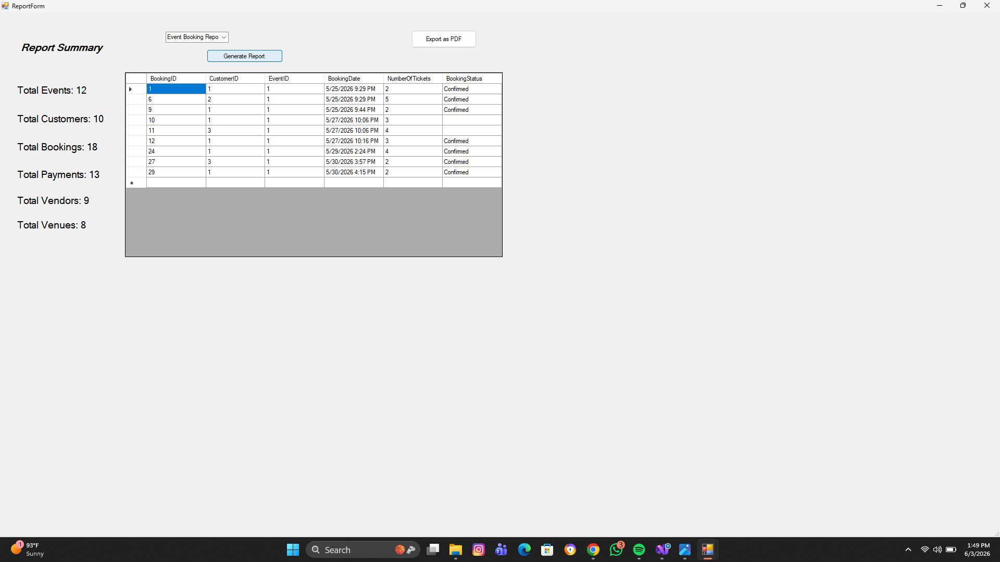 ReportForm
Event Booking Repo
Export as PDF
Report Summary
Generate Report
BookingID CustomerID EventID BookingDate NumberOfTickets BookingStatus
1 1 1 5/25/2026 9:29 PM 2 Confirmed
6 2 1 5/25/2026 9:29 PM 5 Confirmed
9 1 1 5/25/2026 9:44 PM 2 Confirmed
10 1 1 5/27/2026 10:06 PM 3
11 3 1 5/27/2026 10:06 PM 4
12 1 1 5/27/2026 10:16 PM 3 Confirmed
24 1 1 5/29/2026 2:24 PM 4 Confirmed
27 3 1 5/30/2026 3:57 PM 2 Confirmed
29 1 1 5/30/2026 4:15 PM 2 Confirmed
Total Events: 12
Total Customers: 10
Total Bookings: 18
Total Payments: 13
Total Vendors: 9
Total Venues: 8
1
93°F
Sunny
Search
3
1:49 PM
6/3/2026